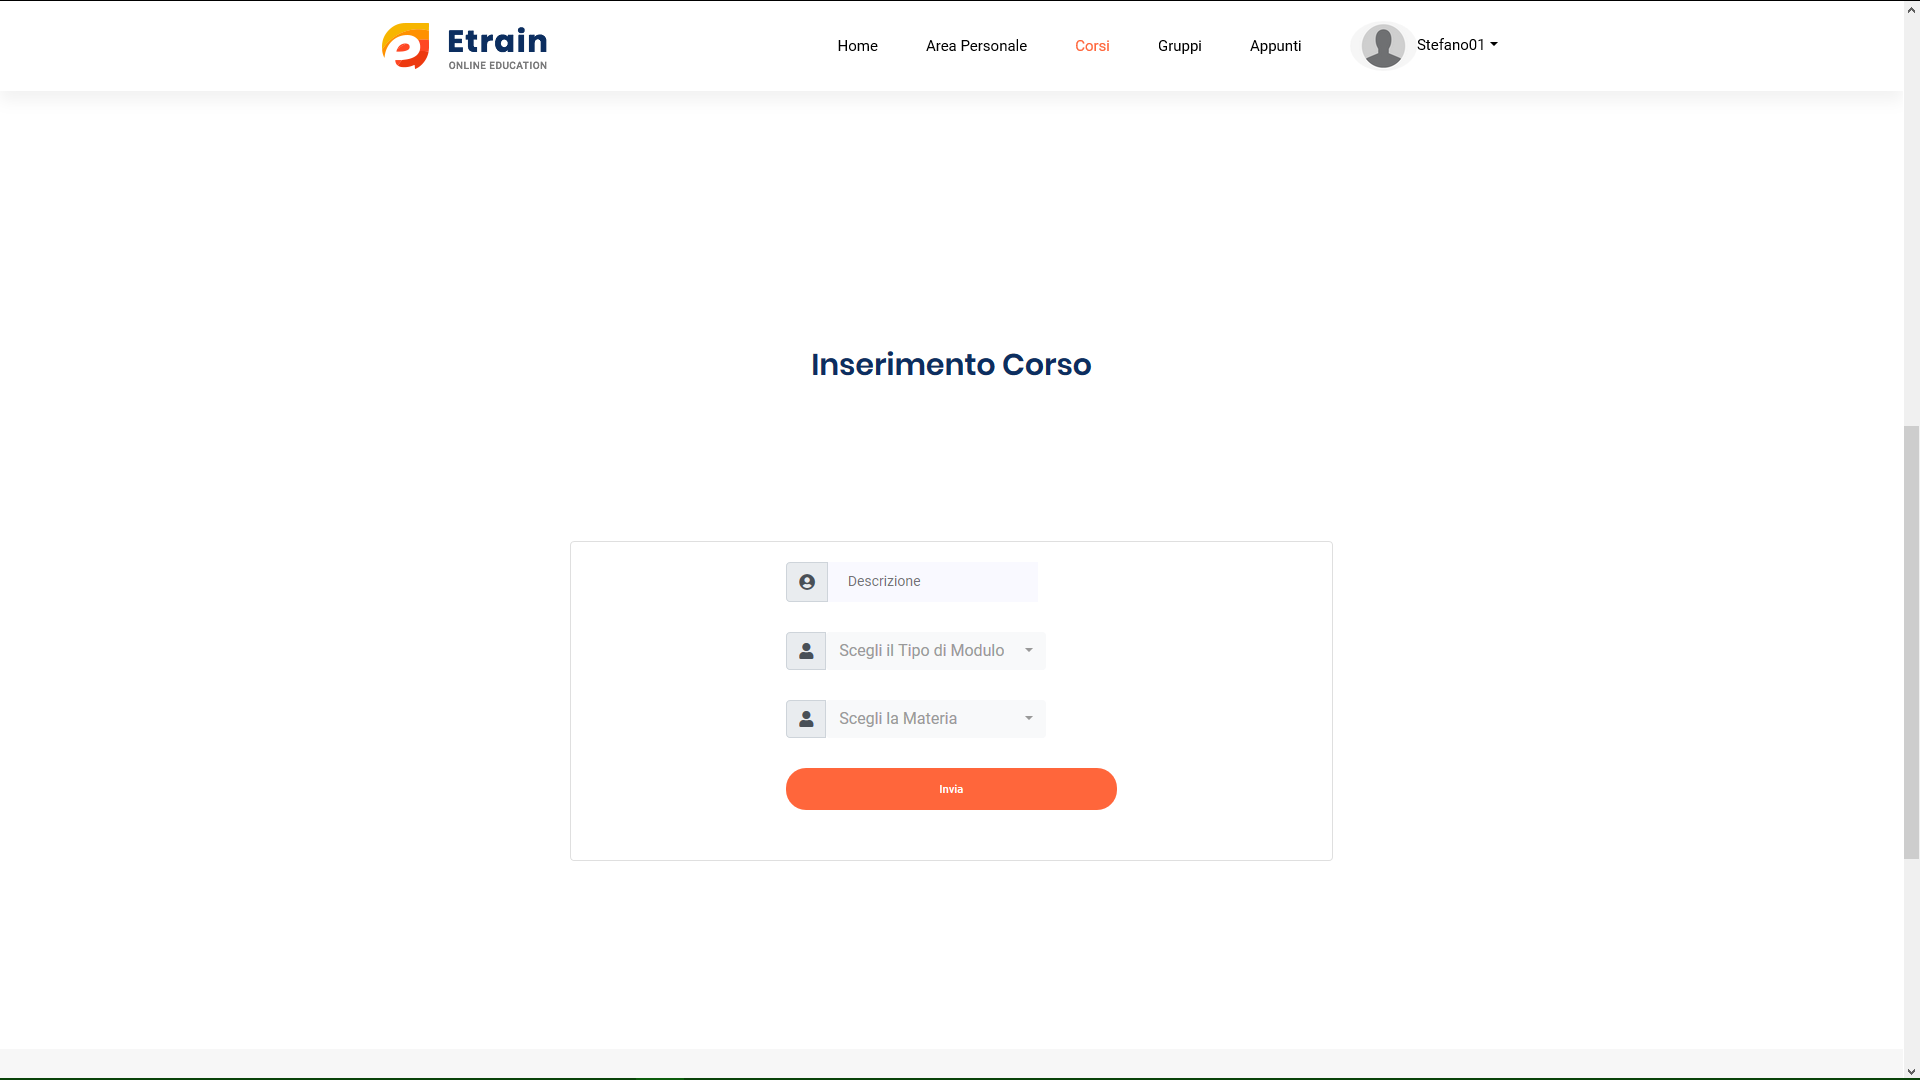 Etrain
ONLINE EDUCATION
Home
Area Personale
Corsi
Gruppi
Appunti
Stefano01
Inserimento Corso
Descrizione
Scegli il Tipo di Modulo
Scegli la Materia
Invia